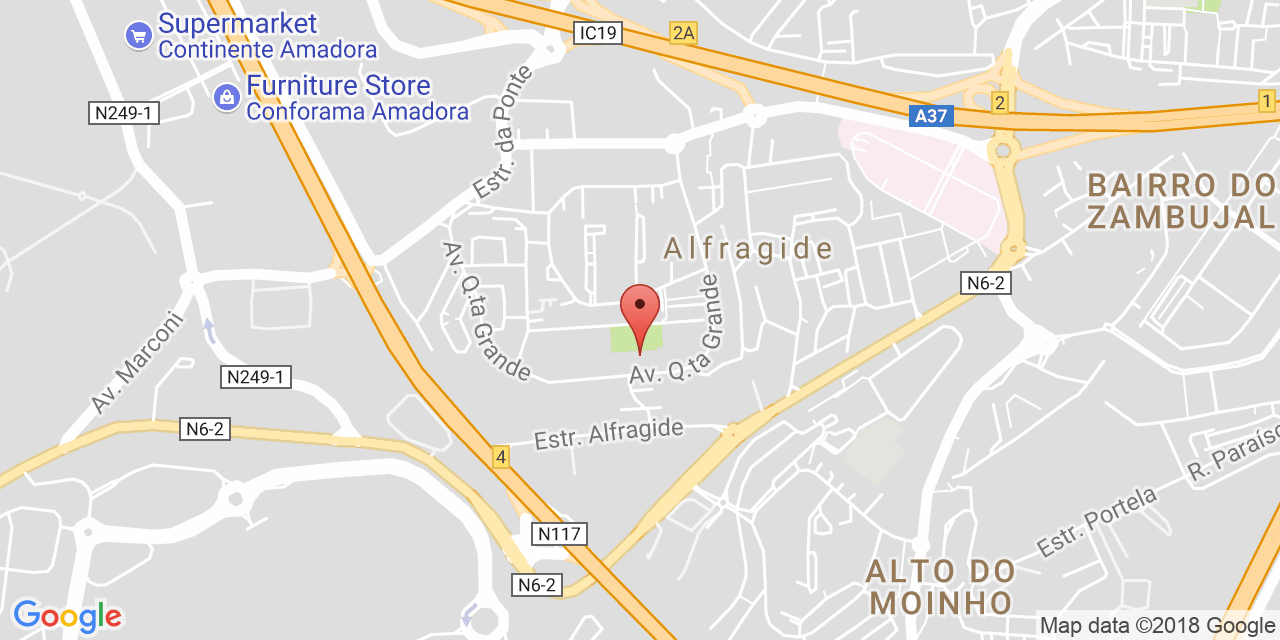 Supermarket
Continente Amadora
Furniture Store
Conforama Amadora
IC19
2A
N249-1
Estr. da Ponte
A37
2
1
BAIRRO DO
ZAMBUJAL
Alfragide
Av. Q.ta Grande
N6-2
Av. Marconi
Av. Q.ta Grande
N249-1
N6-2
Estr. Alfragide
4
R. Paraíso
Estr. Portela
N117
N6-2
ALTO DO
MOINHO
Google
Map data ©2018 Google